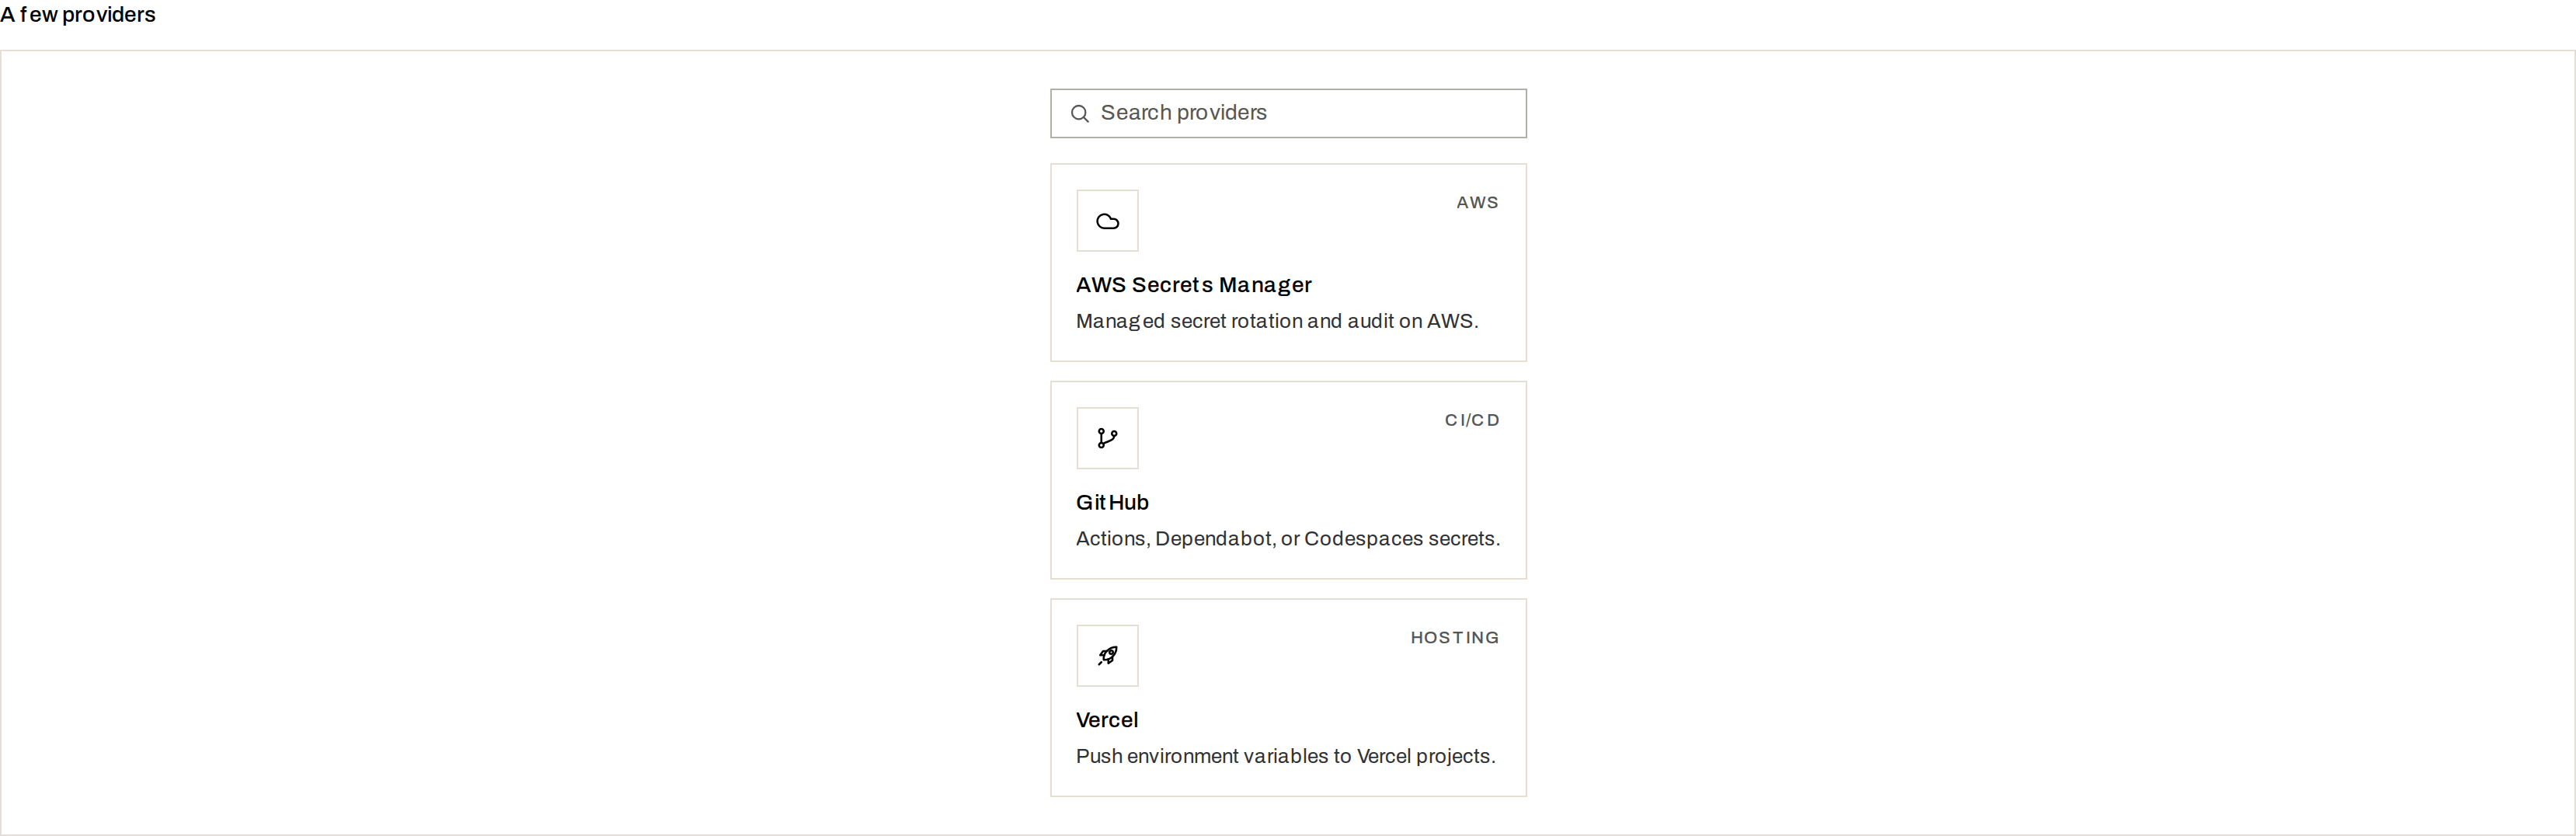 A few providers
Search providers
AWS
AWS Secrets Manager
Managed secret rotation and audit on AWS.
CI/CD
GitHub
Actions, Dependabot, or Codespaces secrets.
HOSTING
Vercel
Push environment variables to Vercel projects.